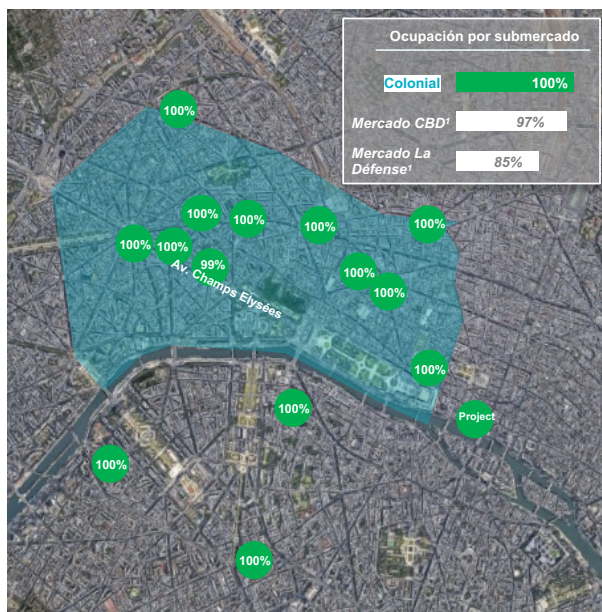 Ocupación por submercado
Colonial
100%
Mercado CBD¹
97%
Mercado La
Défense¹
85%
100%
100%
100%
100%
100%
100%
100%
99%
Av. Champs Elysées
100%
100%
100%
100%
Project
100%
100%